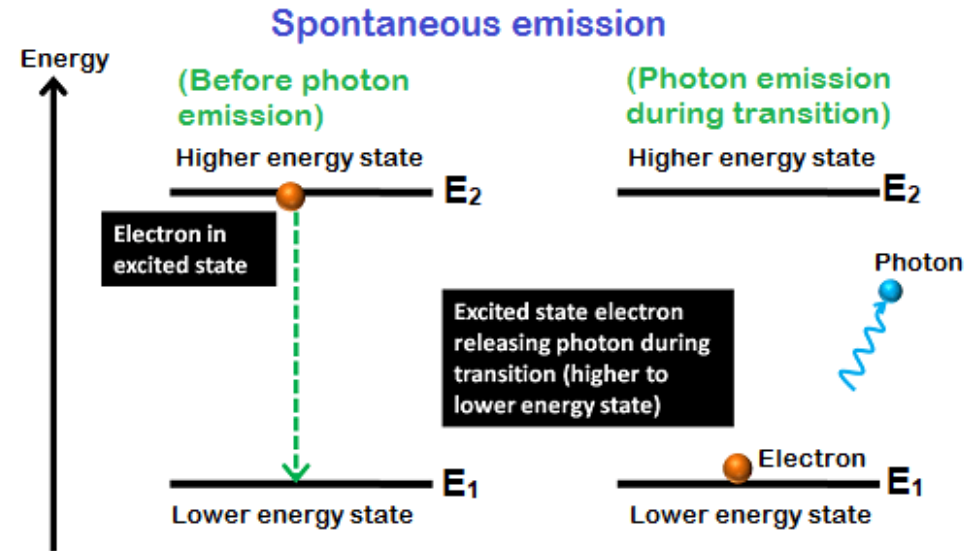 Spontaneous emission
Energy
(Before photon
emission)
Higher energy state
E₂
Electron in
excited state
E₁
Lower energy state
(Photon emission
during transition)
Higher energy state
E₂
Photon
Excited state electron
releasing photon during
transition (higher to
lower energy state)
Electron
E₁
Lower energy state